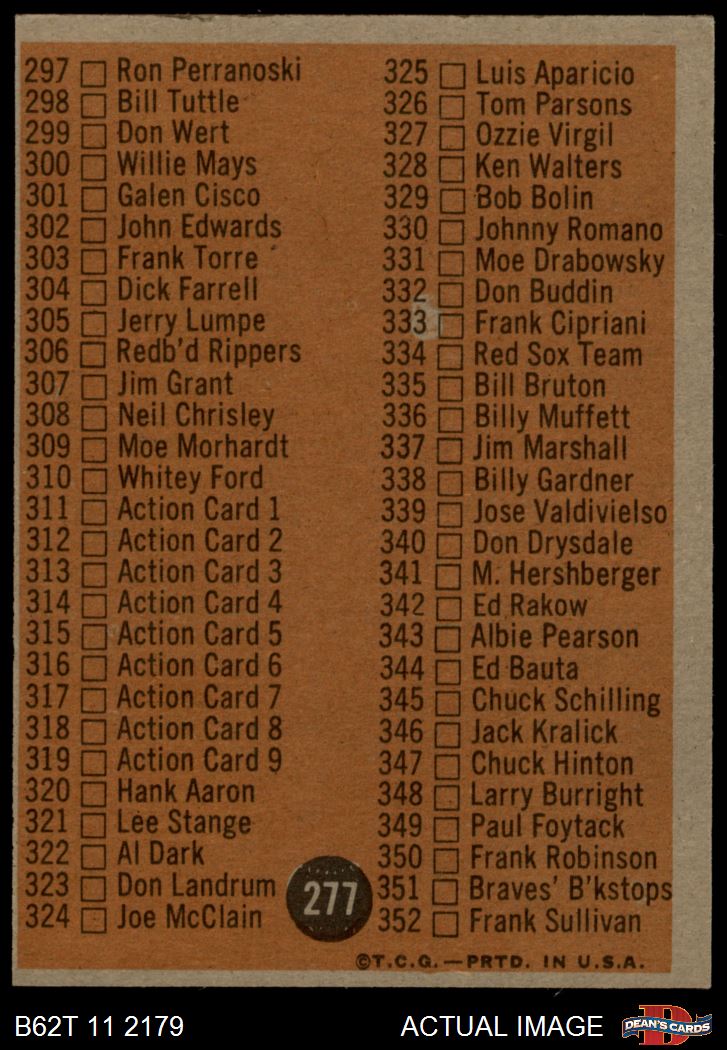 297 Ron Perranoski
298 Bill Tuttle
299 Don Wert
300 Willie Mays
301 Galen Cisco
302 John Edwards
303 Frank Torre
304 Dick Farrell
305 Jerry Lumpe
306 Redb'd Rippers
307 Jim Grant
308 Neil Chrisley
309 Moe Morhardt
310 Whitey Ford
311 Action Card 1
312 Action Card 2
313 Action Card 3
314 Action Card 4
315 Action Card 5
316 Action Card 6
317 Action Card 7
318 Action Card 8
319 Action Card 9
320 Hank Aaron
321 Lee Stange
322 Al Dark
323 Don Landrum
324 Joe McClain
277
325 Luis Aparicio
326 Tom Parsons
327 Ozzie Virgil
328 Ken Walters
329 Bob Bolin
330 Johnny Romano
331 Moe Drabowsky
332 Don Buddin
333 Frank Cipriani
334 Red Sox Team
335 Bill Bruton
336 Billy Muffett
337 Jim Marshall
338 Billy Gardner
339 Jose Valdivielso
340 Don Drysdale
341 M. Hershberger
342 Ed Rakow
343 Albie Pearson
344 Ed Bauta
345 Chuck Schilling
346 Jack Kralick
347 Chuck Hinton
348 Larry Burright
349 Paul Foytack
350 Frank Robinson
351 Braves' B'kstops
352 Frank Sullivan
©T.C.G.—PRTD. IN U.S.A.
B62T 11 2179
ACTUAL IMAGE
D
DEAN'S CARDS